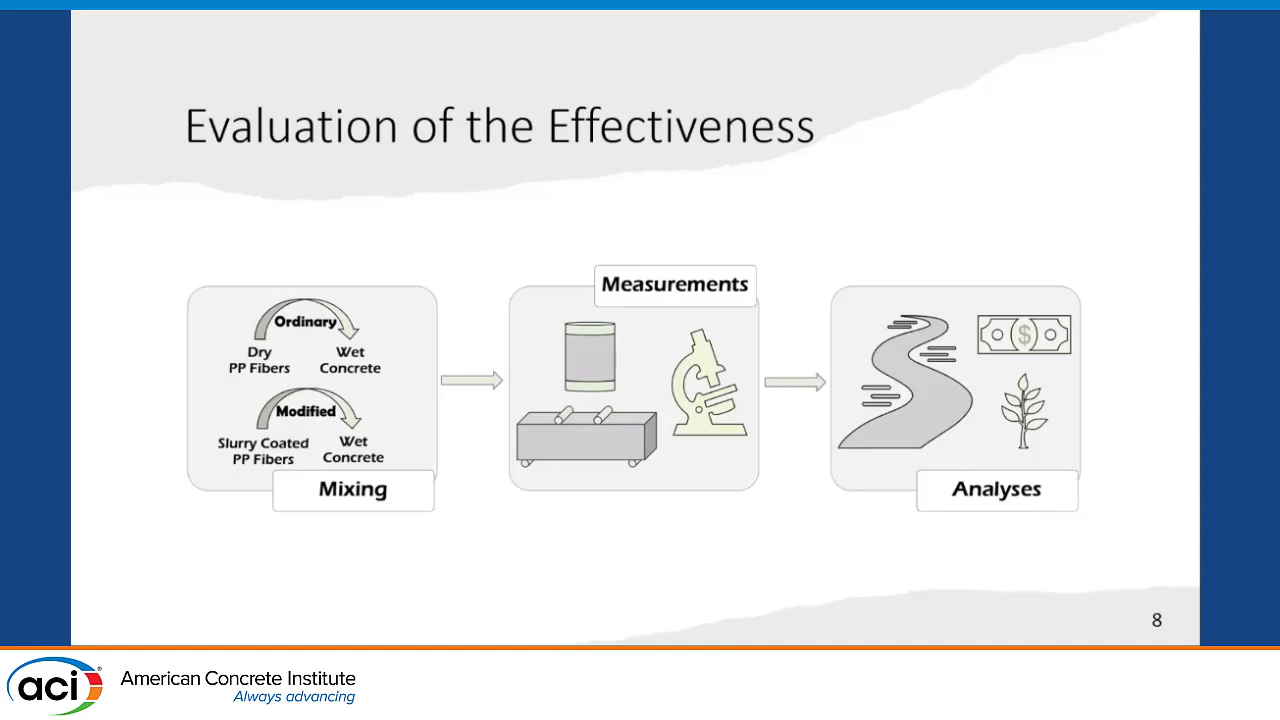 Evaluation of the Effectiveness
Ordinary
Dry
PP Fibers
Wet
Concrete
Modified
Slurry Coated
PP Fibers
Wet
Concrete
Mixing
Measurements
$
Analyses
8
aci®
American Concrete Institute
Always advancing